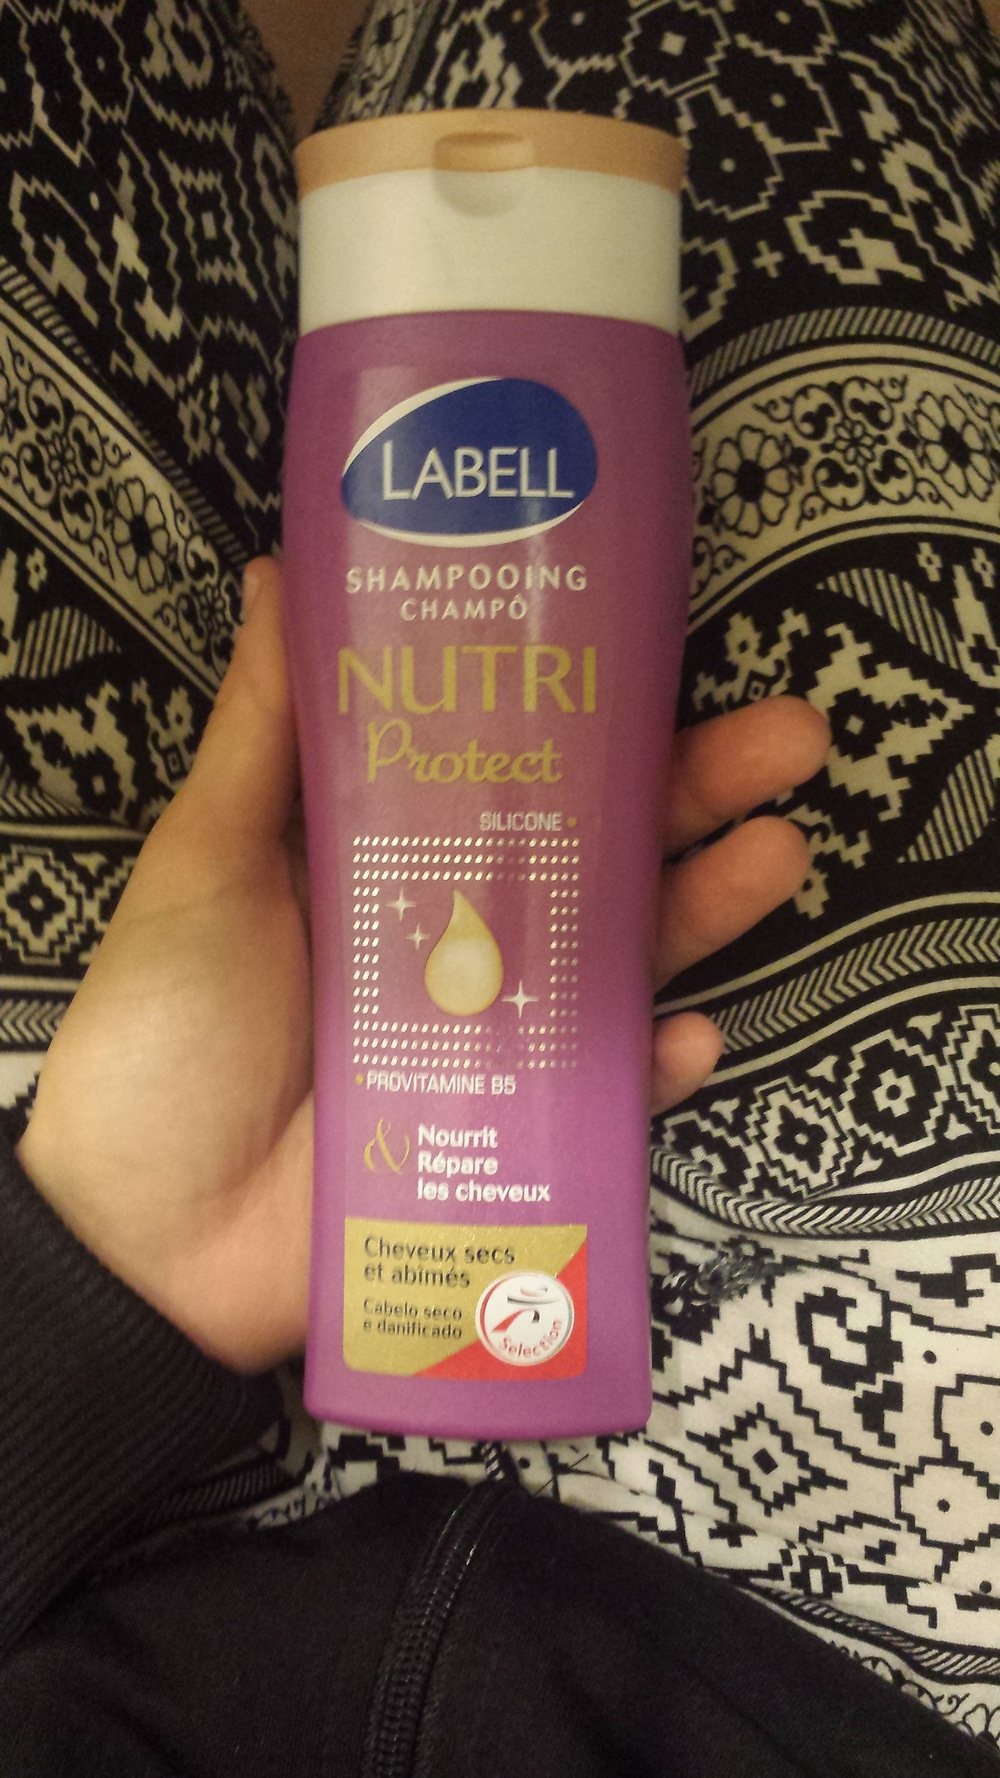 LABELL
SHAMPOOING
CHAMPÔ
NUTRI
Protect
SILICONE
PROVITAMINE B5
& Nourrit
Répare
les cheveux
Cheveux secs
et abîmés
Cabelo seco
e danificado
Selection